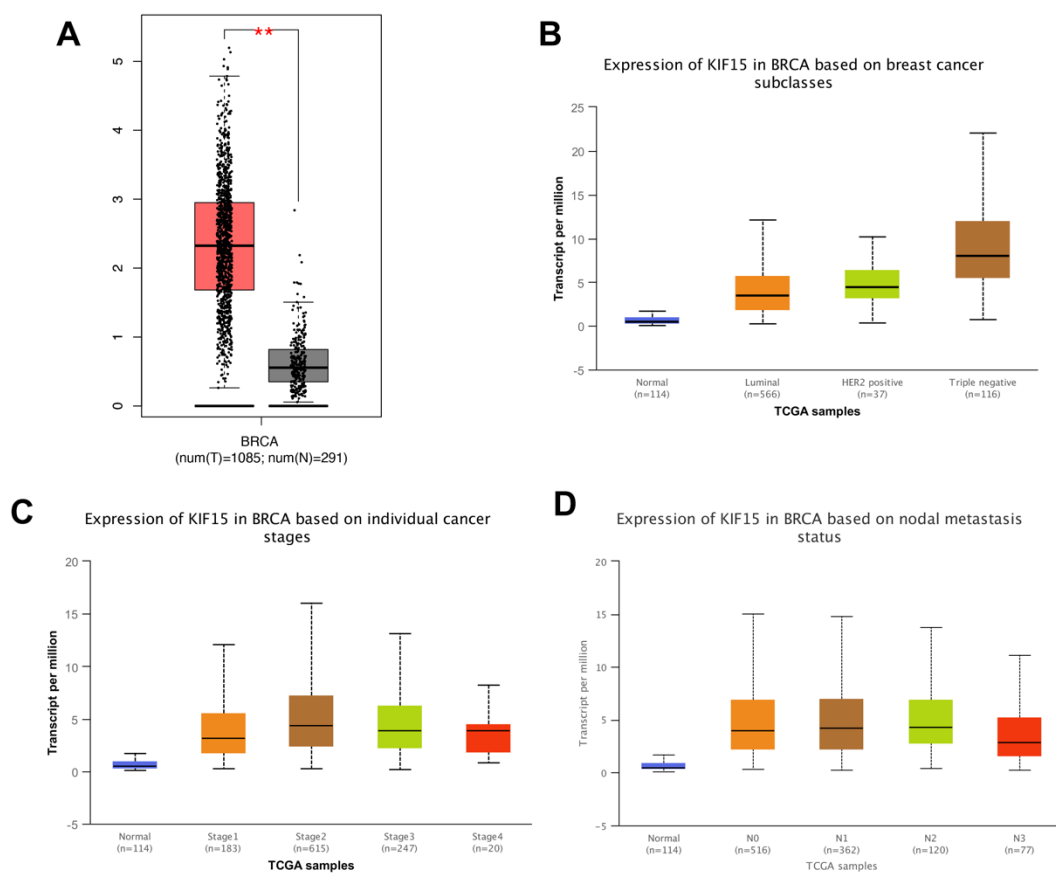 A
**
5
4
3
2
1
0
BRCA
(num(T)=1085; num(N)=291)
B
Expression of KIF15 in BRCA based on breast cancer
subclasses
Transcript per million
25
20
15
10
5
0
-5
Normal
(n=114)
Luminal
(n=566)
HER2 positive
(n=37)
Triple negative
(n=116)
TCGA samples
C
Expression of KIF15 in BRCA based on individual cancer
stages
Transcript per million
20
15
10
5
0
-5
Normal
(n=114)
Stage1
(n=183)
Stage2
(n=615)
Stage3
(n=247)
Stage4
(n=20)
TCGA samples
D
Expression of KIF15 in BRCA based on nodal metastasis
status
Transcript per million
20
15
10
5
0
-5
Normal
(n=114)
N0
(n=516)
N1
(n=362)
N2
(n=120)
N3
(n=77)
TCGA samples